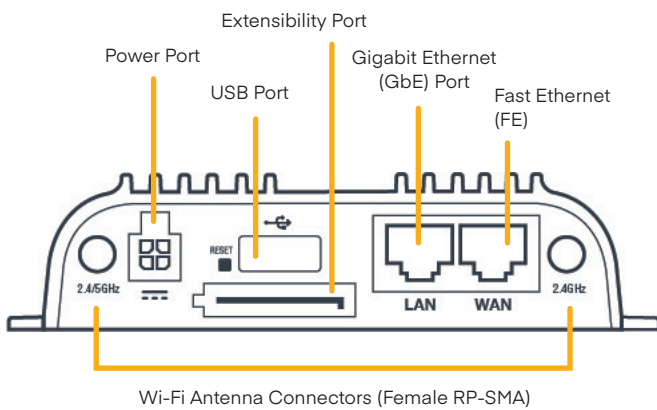 Extensibility Port
Power Port
Gigabit Ethernet
(GbE) Port
USB Port
Fast Ethernet
(FE)
RESET
2.4/5GHz
2.4GHz
LAN
WAN
Wi-Fi Antenna Connectors (Female RP-SMA)